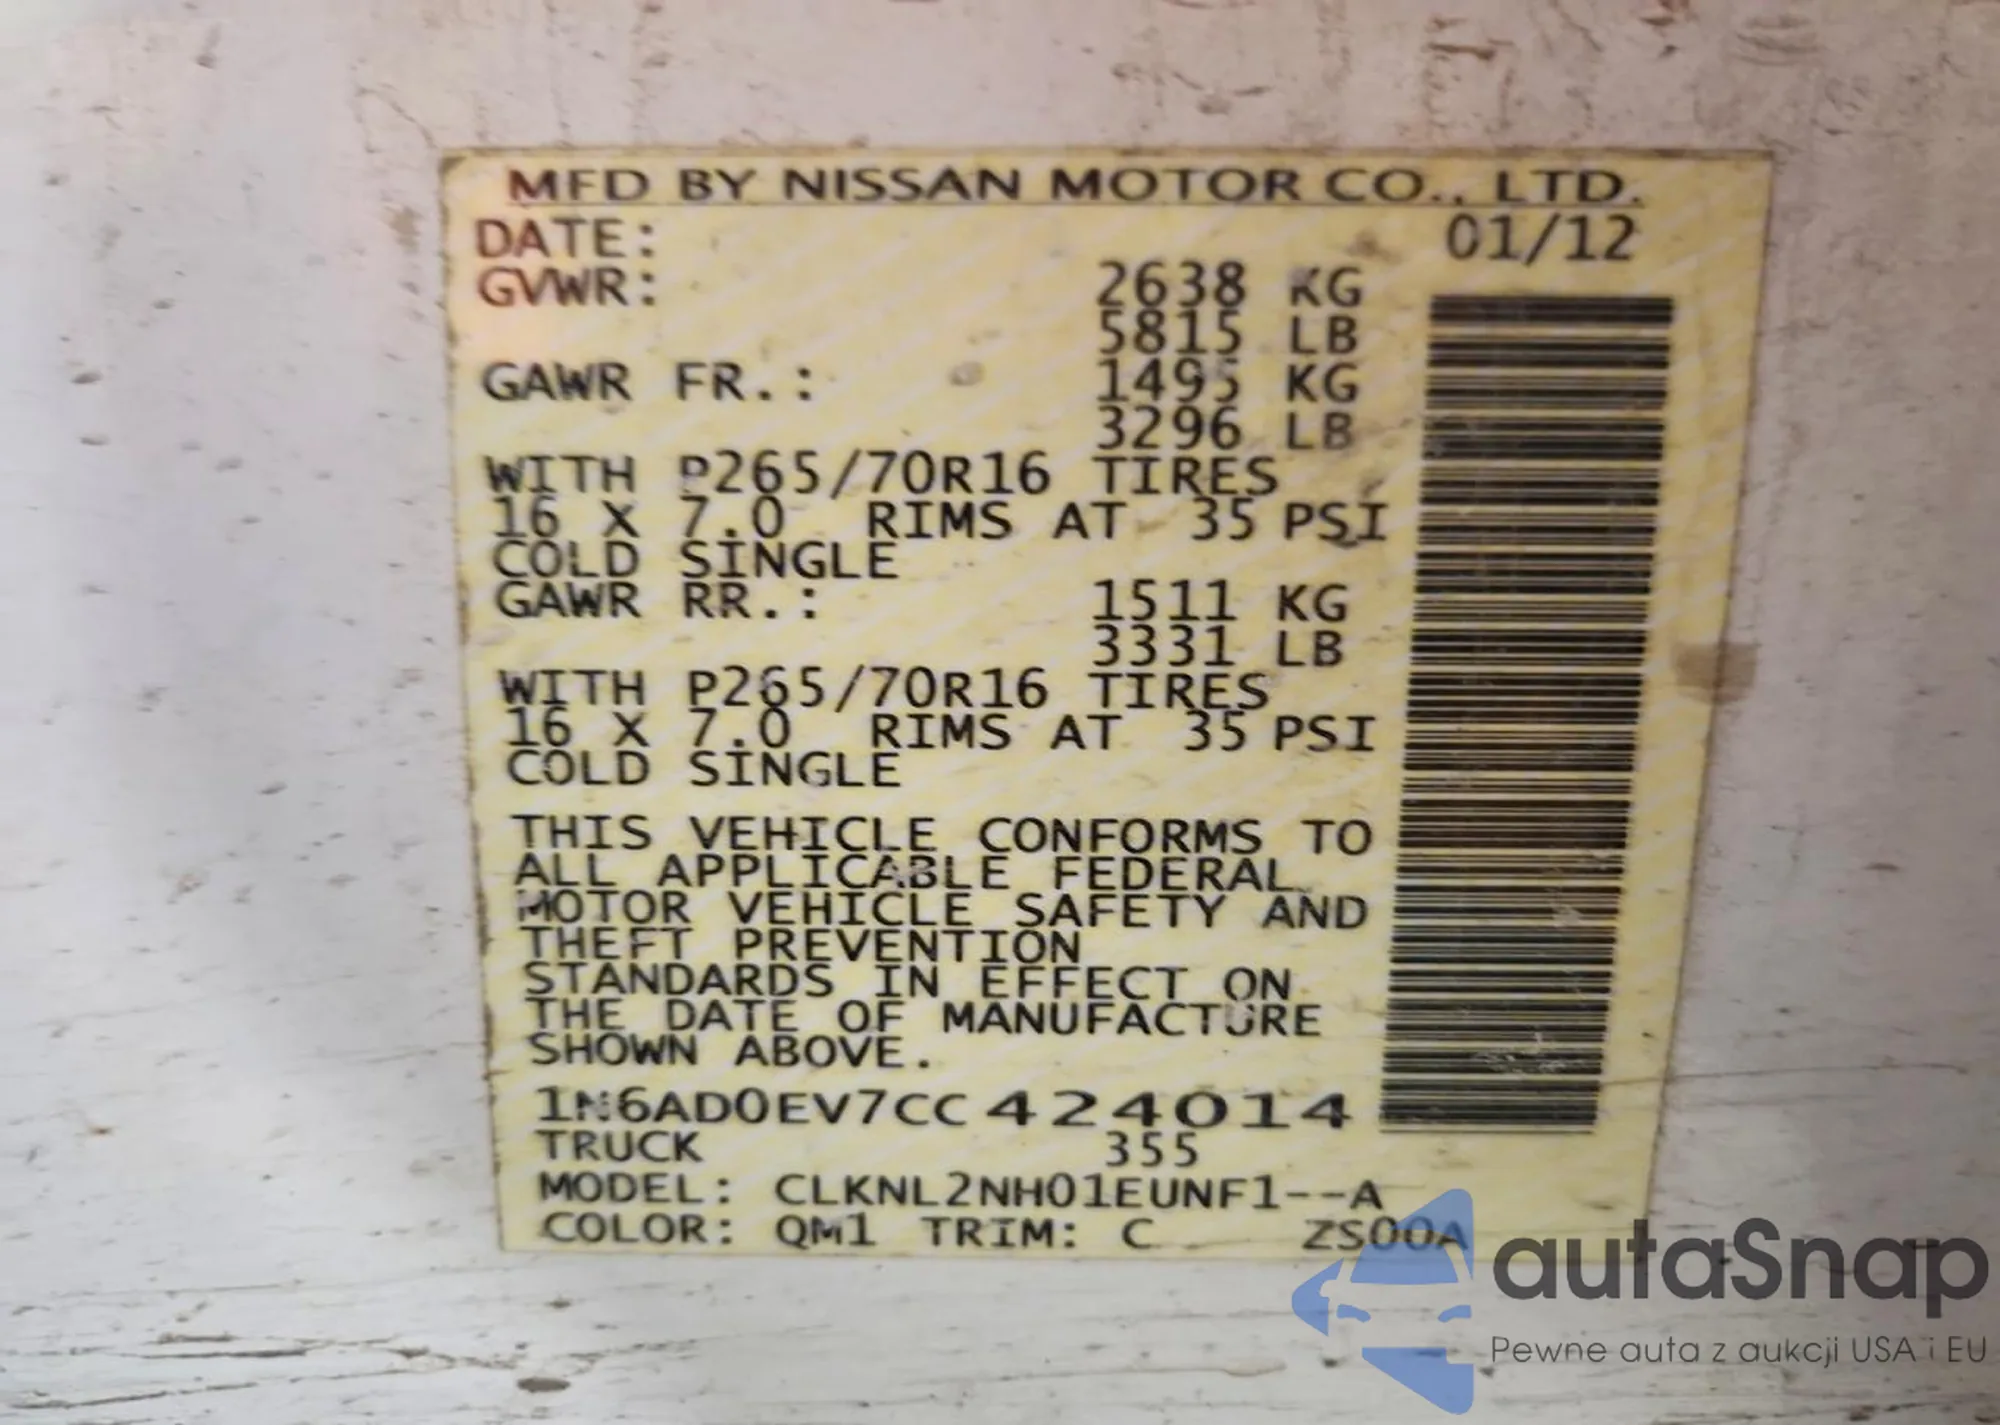 MFD BY NISSAN MOTOR CO., LTD.
DATE: 01/12
GVWR: 2638 KG
5815 LB
GAWR FR.: 1495 KG
3296 LB
WITH P265/70R16 TIRES
16 X 7.0 RIMS AT 35 PSI
COLD SINGLE
GAWR RR.: 1511 KG
3331 LB
WITH P265/70R16 TIRES
16 X 7.0 RIMS AT 35 PSI
COLD SINGLE
THIS VEHICLE CONFORMS TO
ALL APPLICABLE FEDERAL
MOTOR VEHICLE SAFETY AND
THEFT PREVENTION
STANDARDS IN EFFECT ON
THE DATE OF MANUFACTURE
SHOWN ABOVE.
1N6AD0EV7CC424014
TRUCK 355
MODEL: CLKNL2NH01EUNF1--A
COLOR: QM1 TRIM: C ZS00A
autaSnap
Pewne auta z aukcji USA i EU